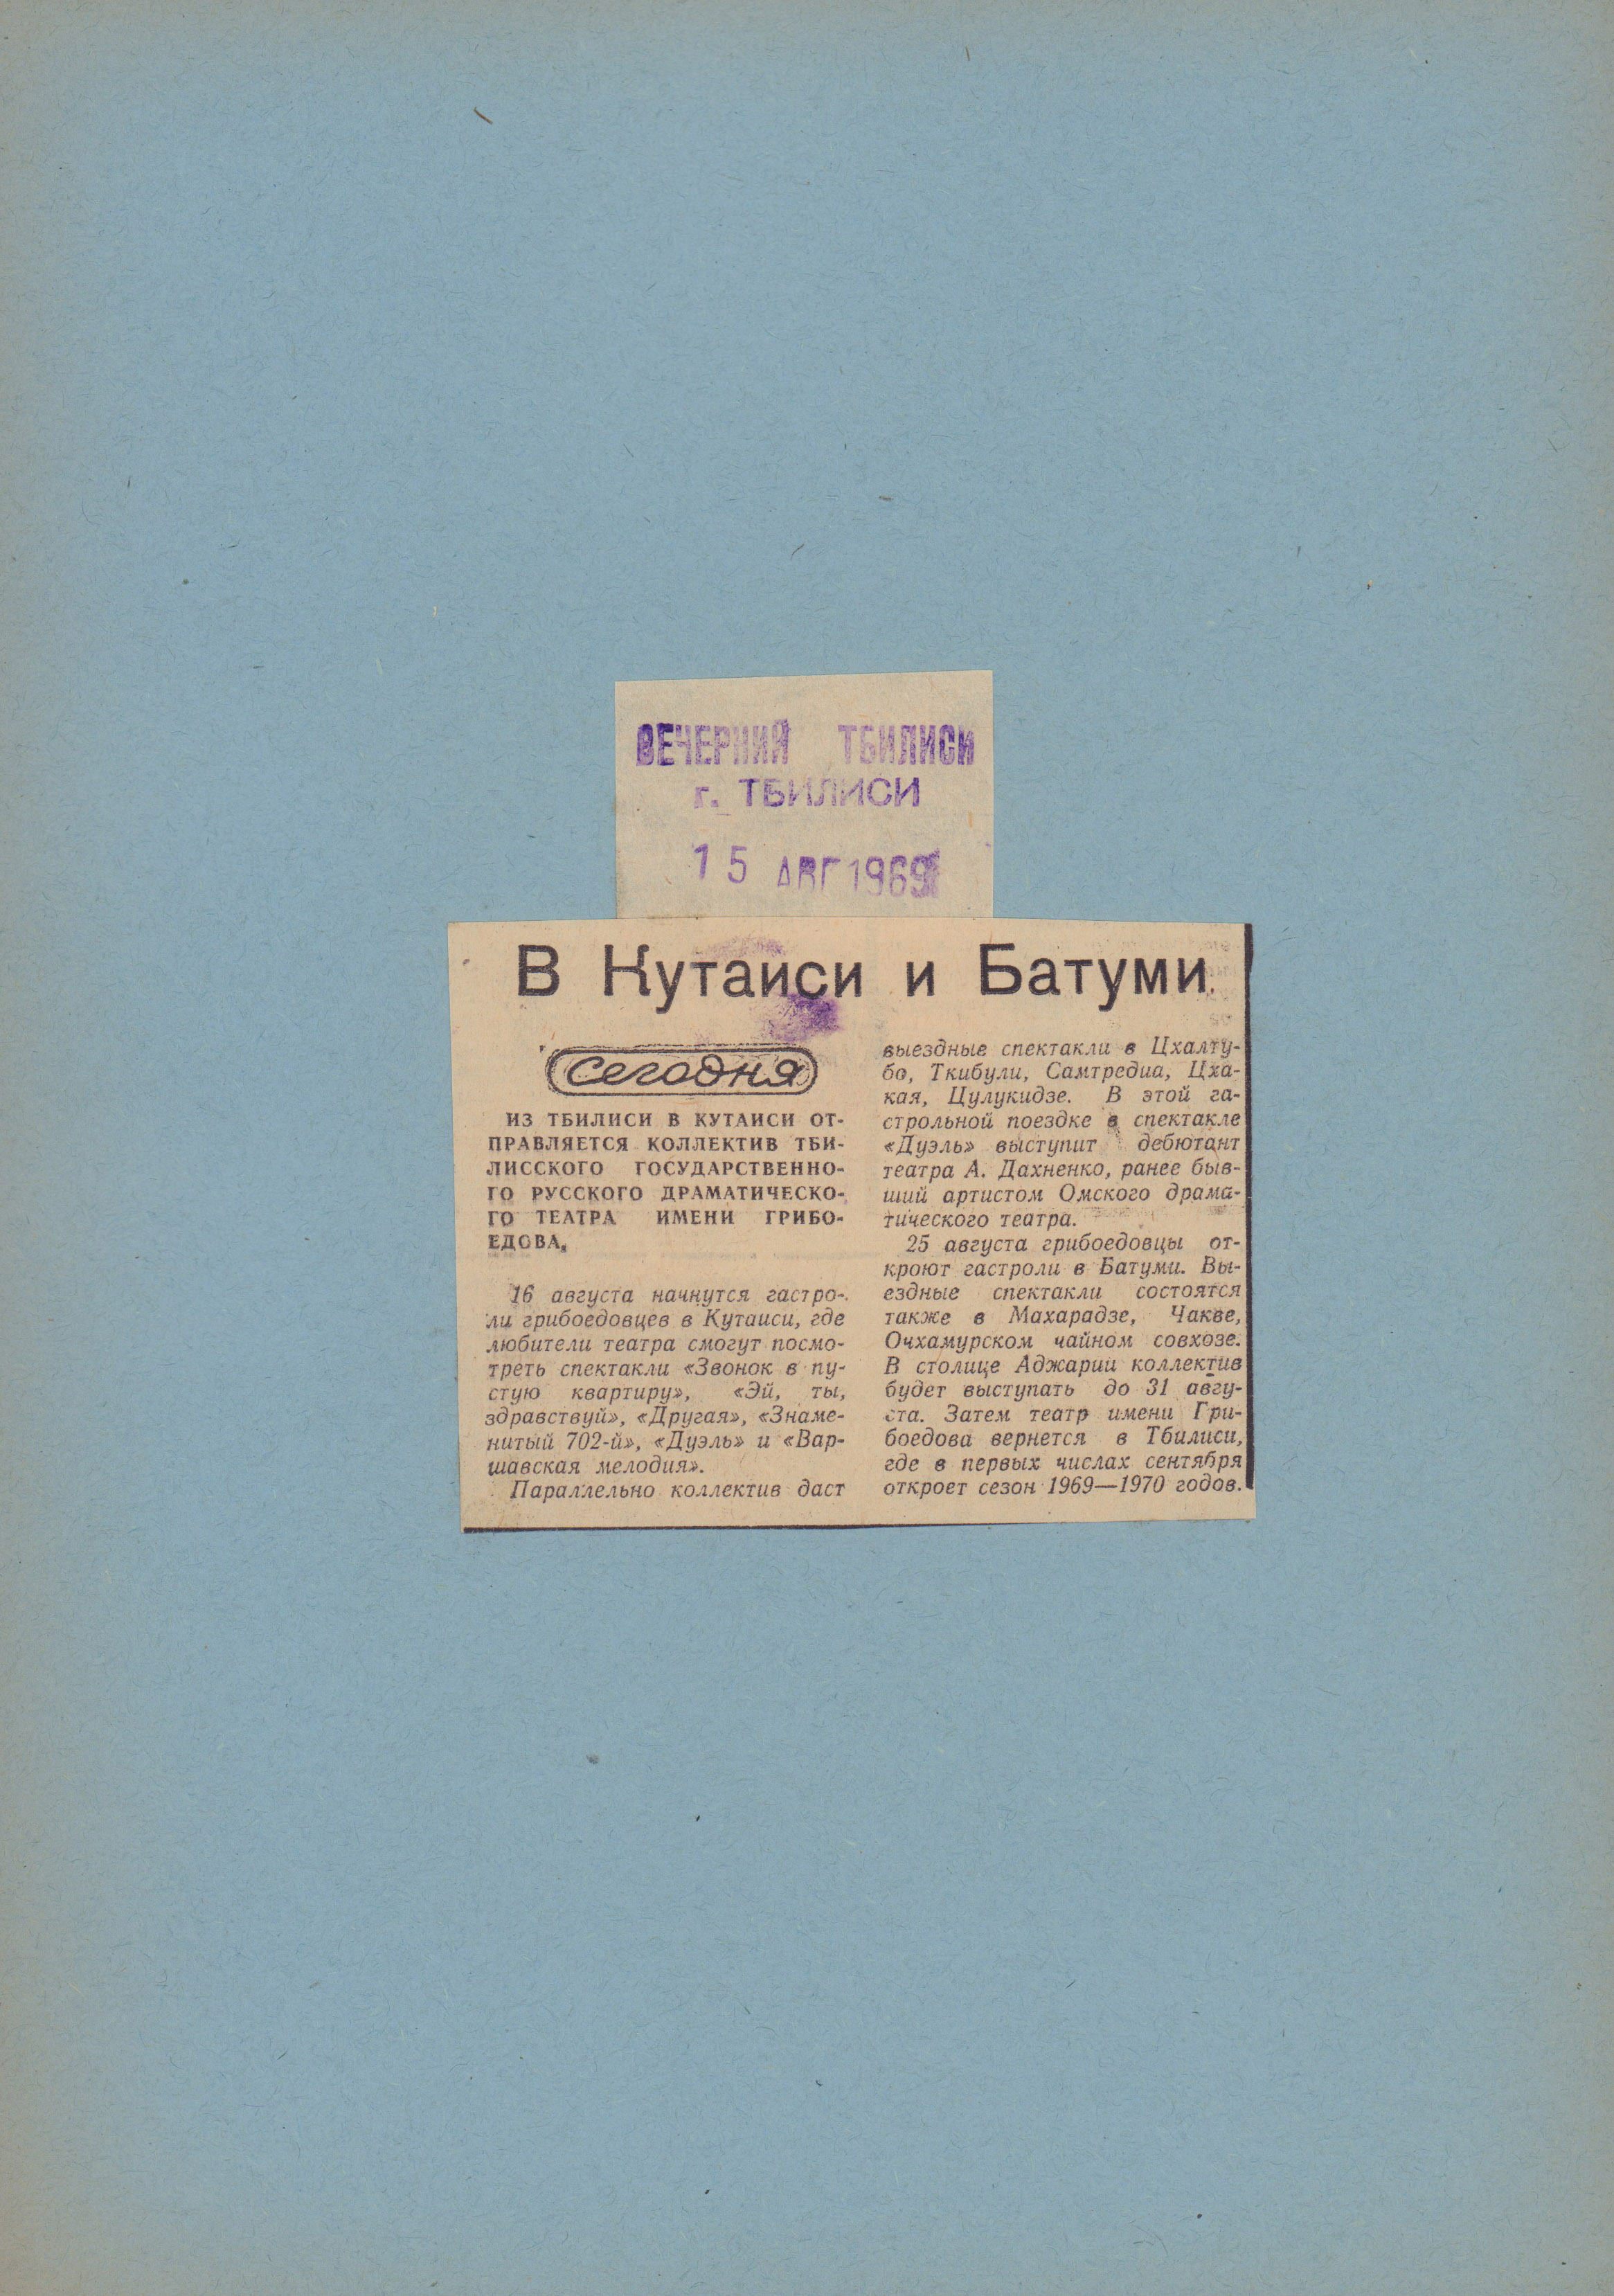 ВЕЧЕРНИЙ ТБИЛИСИ
г. ТБИЛИСИ
15 АВГ 1969
В Кутаиси и Батуми
сегодня
ИЗ ТБИЛИСИ В КУТАИСИ ОТ-
ПРАВЛЯЕТСЯ КОЛЛЕКТИВ ТБИ-
ЛИССКОГО ГОСУДАРСТВЕННО-
ГО РУССКОГО ДРАМАТИЧЕСКО-
ГО ТЕАТРА ИМЕНИ ГРИБО-
ЕДОВА.
16 августа начнутся гастро-
ли грибоедовцев в Кутаиси, где
любители театра смогут посмо-
треть спектакли «Звонок в пу-
стую квартиру», «Эй, ты,
здравствуй», «Другая», «Знаме-
нитый 702-й», «Дуэль» и «Вар-
шавская мелодия».
Параллельно коллектив даст
выездные спектакли в Цхалту-
бо, Ткибули, Самтредиа, Цха-
кая, Цулукидзе. В этой га-
строльной поездке в спектакле
«Дуэль» выступит дебютант
театра А. Дахненко, ранее быв-
ший артистом Омского драма-
тического театра.
25 августа грибоедовцы от-
кроют гастроли в Батуми. Вы-
ездные спектакли состоятся
также в Махарадзе, Чакве,
Очхамурском чайном совхозе.
В столице Аджарии коллектив
будет выступать до 31 авгу-
ста. Затем театр имени Гри-
боедова вернется в Тбилиси,
где в первых числах сентября
откроет сезон 1969—1970 годов.